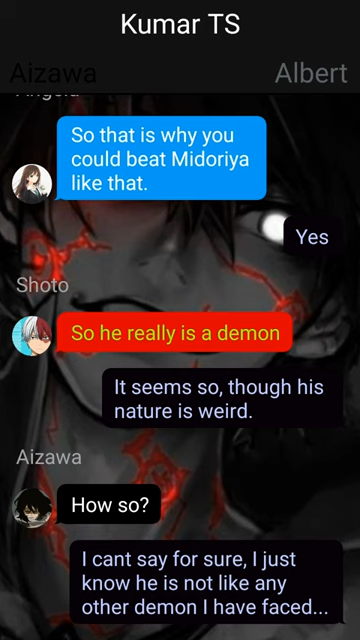 Kumar TS
Aizawa
Albert
Angela
So that is why you
could beat Midoriya
like that.
Yes
Shoto
So he really is a demon
It seems so, though his
nature is weird.
Aizawa
How so?
I cant say for sure, I just
know he is not like any
other demon I have faced...